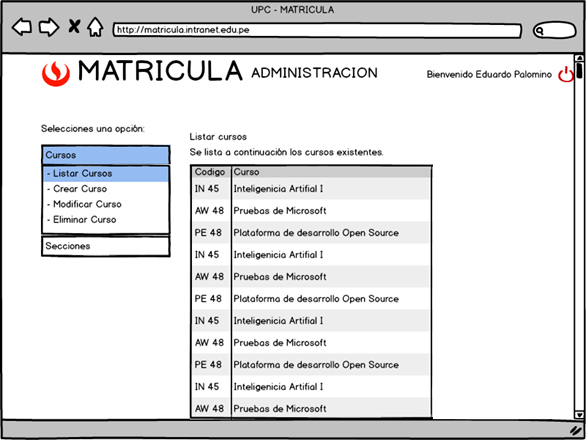 UPC - MATRICULA
http://matricula.intranet.edu.pe
MATRICULA ADMINISTRACION
Bienvenido Eduardo Palomino
Selecciones una opción:
Cursos
- Listar Cursos
- Crear Curso
- Modificar Curso
- Eliminar Curso
Secciones
Listar cursos
Se lista a continuación los cursos existentes.
Codigo Curso
IN 45 Inteligenicia Artifial I
AW 48 Pruebas de Microsoft
PE 48 Plataforma de desarrollo Open Source
IN 45 Inteligenicia Artifial I
AW 48 Pruebas de Microsoft
PE 48 Plataforma de desarrollo Open Source
IN 45 Inteligenicia Artifial I
AW 48 Pruebas de Microsoft
PE 48 Plataforma de desarrollo Open Source
IN 45 Inteligenicia Artifial I
AW 48 Pruebas de Microsoft